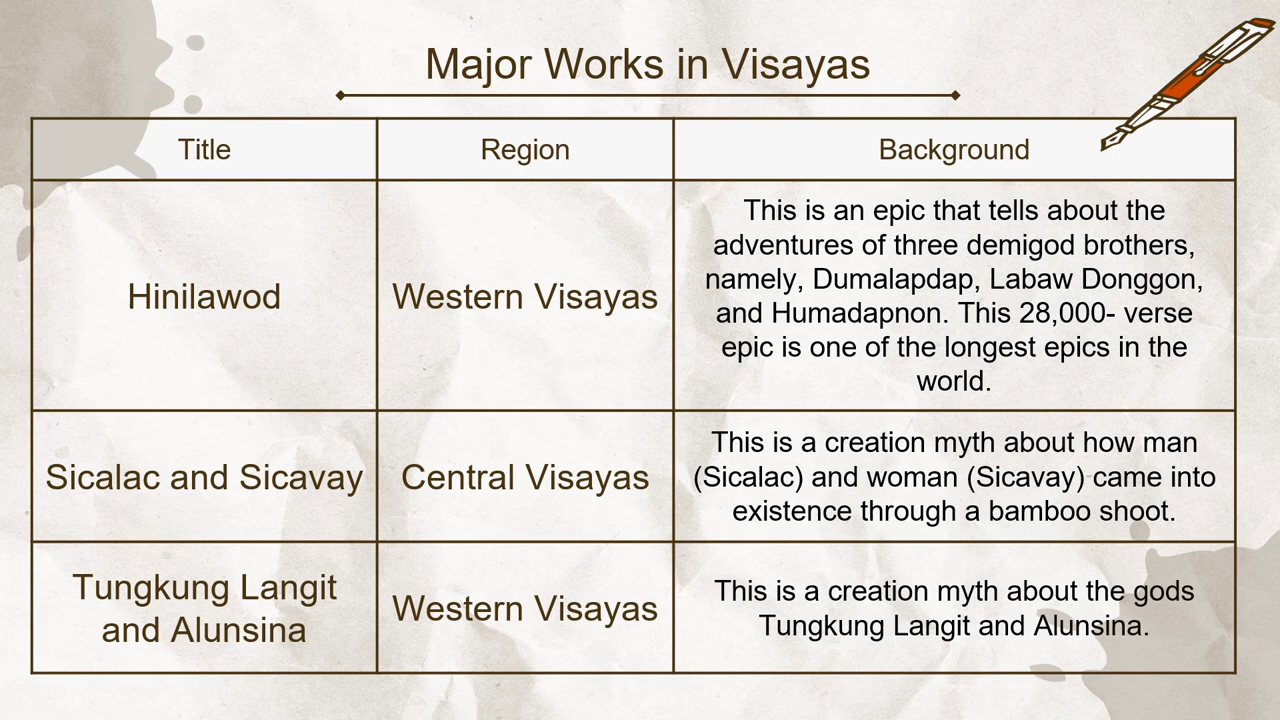 Major Works in Visayas
Title
Region
Background
Hinilawod
Western Visayas
This is an epic that tells about the
adventures of three demigod brothers,
namely, Dumalapdap, Labaw Donggon,
and Humadapnon. This 28,000- verse
epic is one of the longest epics in the
world.
Sicalac and Sicavay
Central Visayas
This is a creation myth about how man
(Sicalac) and woman (Sicavay) came into
existence through a bamboo shoot.
Tungkung Langit
and Alunsina
Western Visayas
This is a creation myth about the gods
Tungkung Langit and Alunsina.